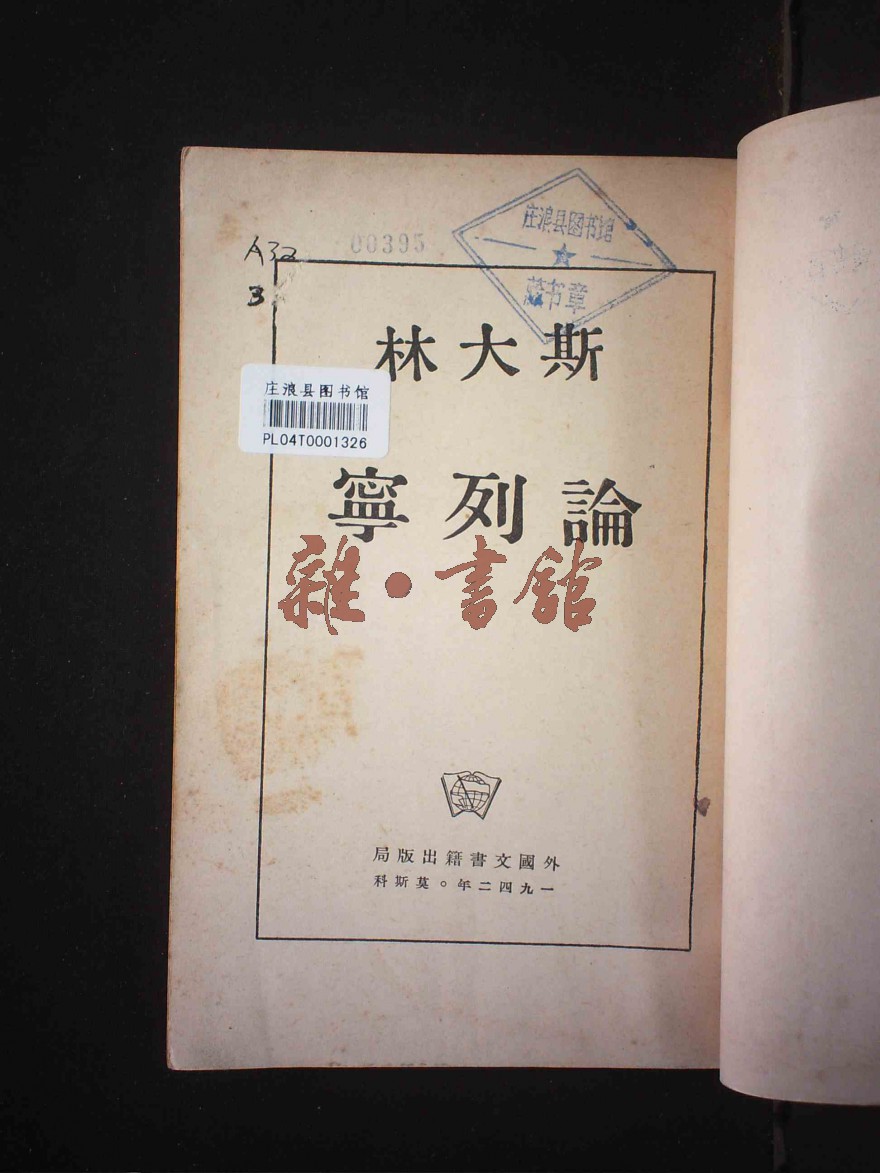 A32
00395
3
庄浪县图书馆
藏书章
斯大林
庄浪县图书馆
PL04T0001326
論列寧
雜·書館
外國文書籍出版局
一九四二年。莫斯科